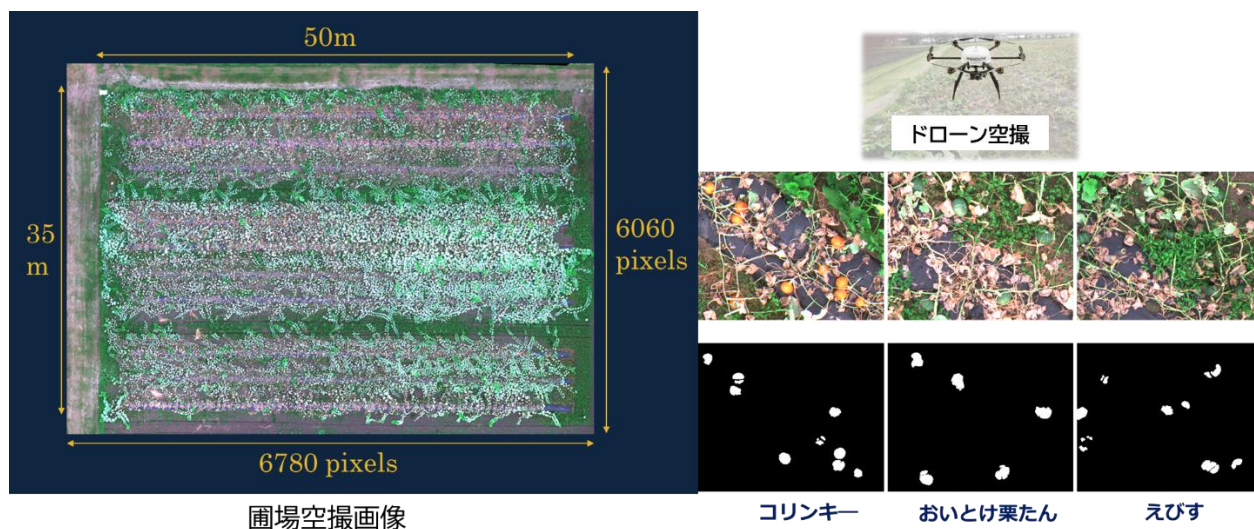 50m
35
m
6060
pixels
6780 pixels
圃場空撮画像
ドローン空撮
コリンキー
おいとけ栗たん
えびす